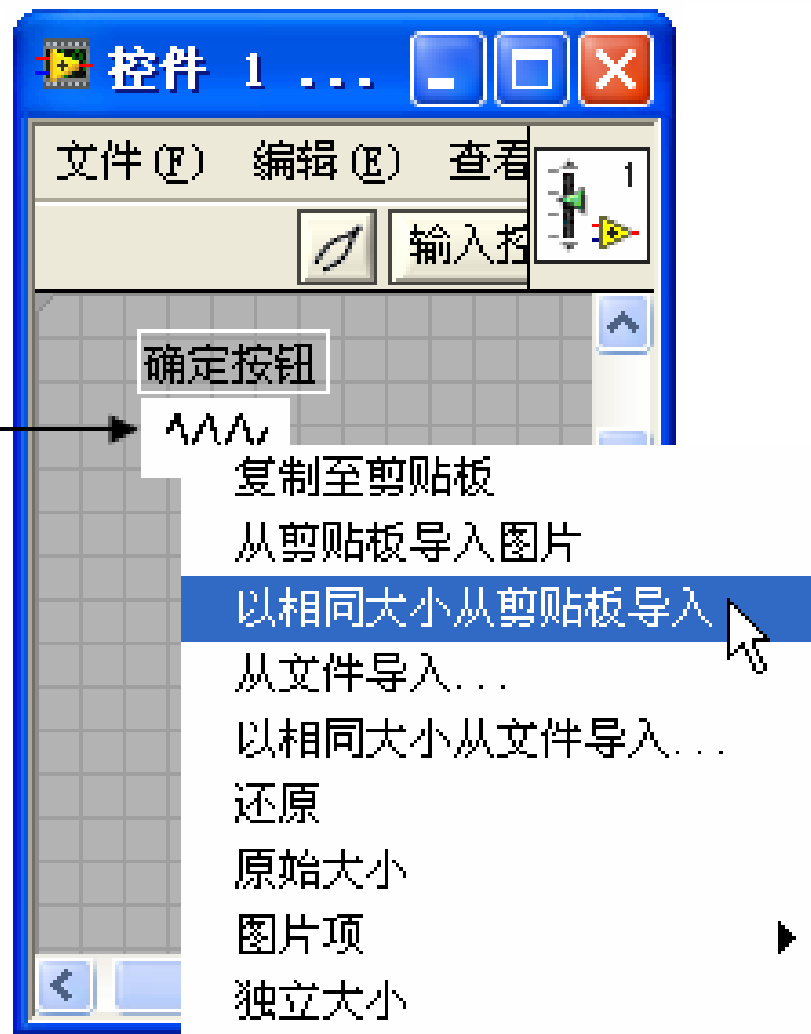 控件 1 ...
文件(F) 编辑(E) 查看
1
输入控
确定按钮
复制至剪贴板
从剪贴板导入图片
以相同大小从剪贴板导入
从文件导入...
以相同大小从文件导入...
还原
原始大小
图片项
独立大小